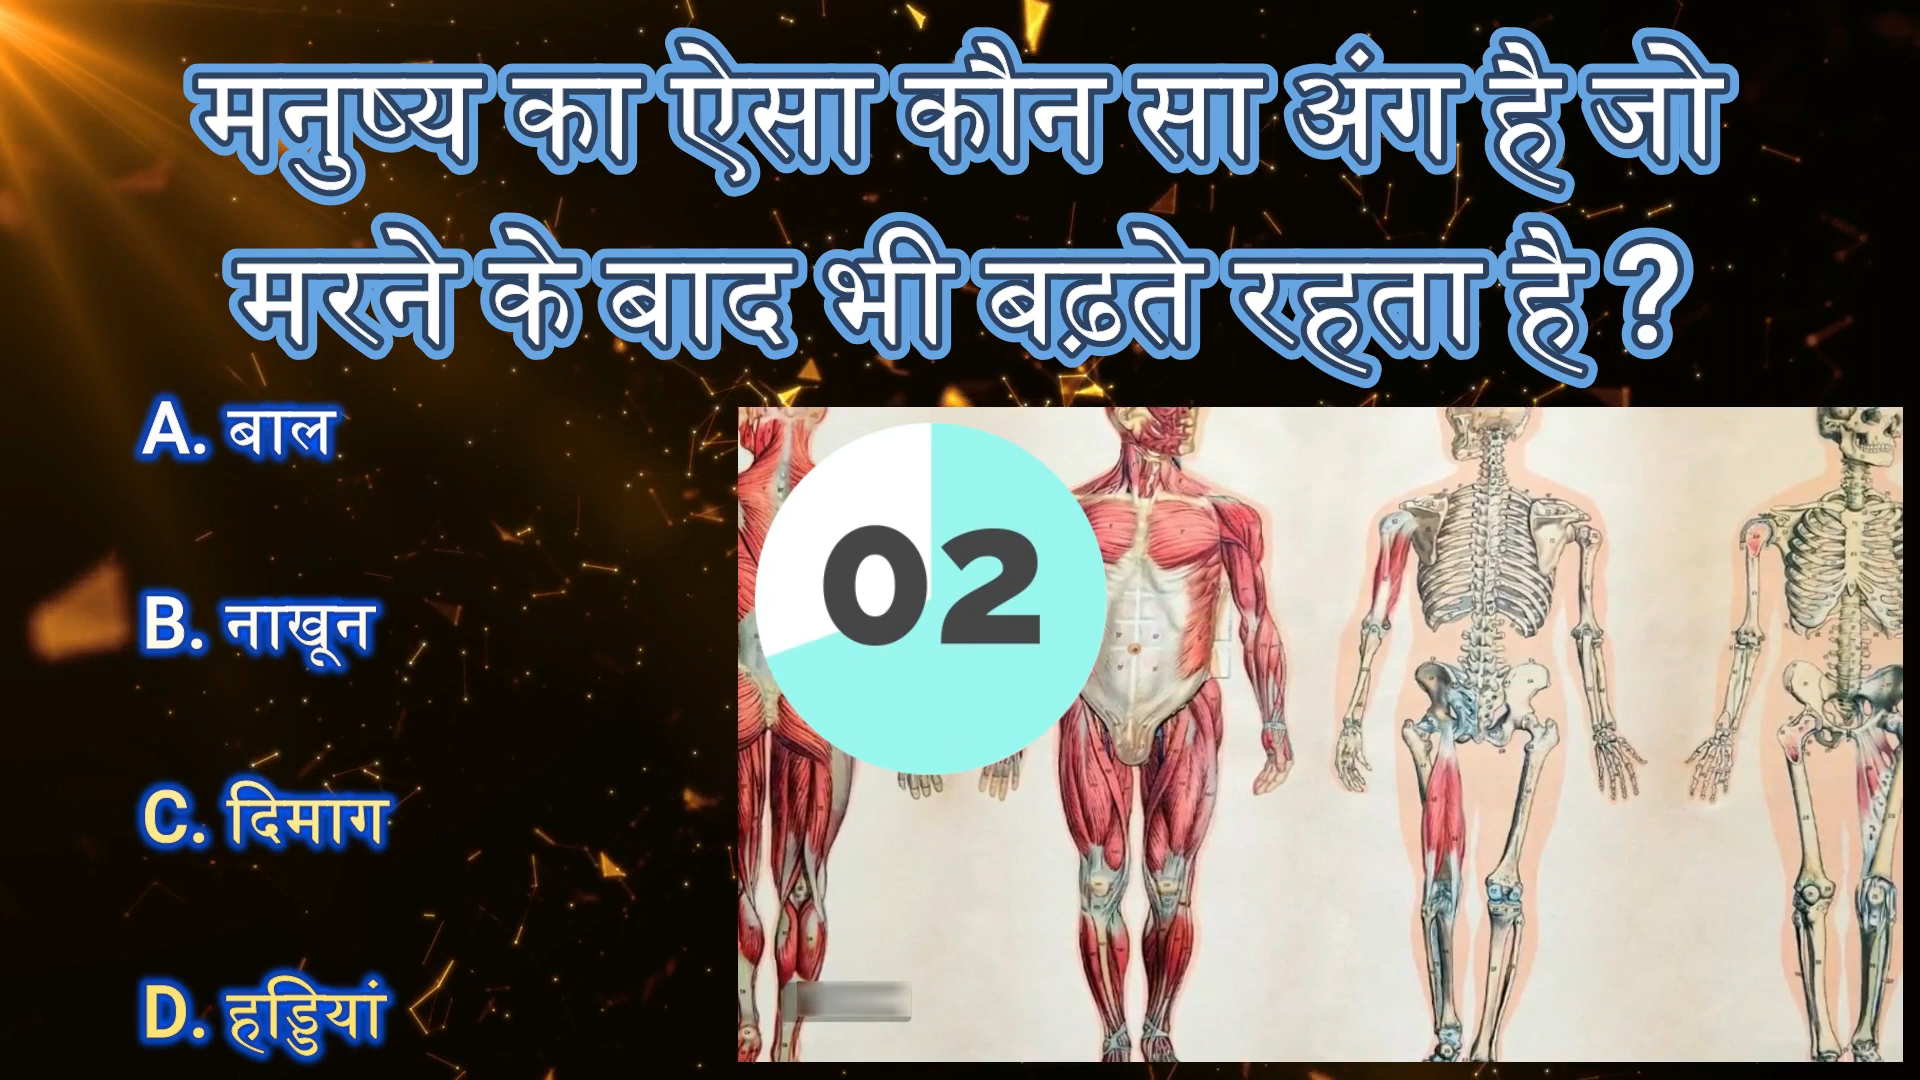 मनुष्य का ऐसा कौन सा अंग है जो
मरने के बाद भी बढ़ते रहता है ?
A. बाल
B. नाखून
C. दिमाग
D. हड्डियां
02